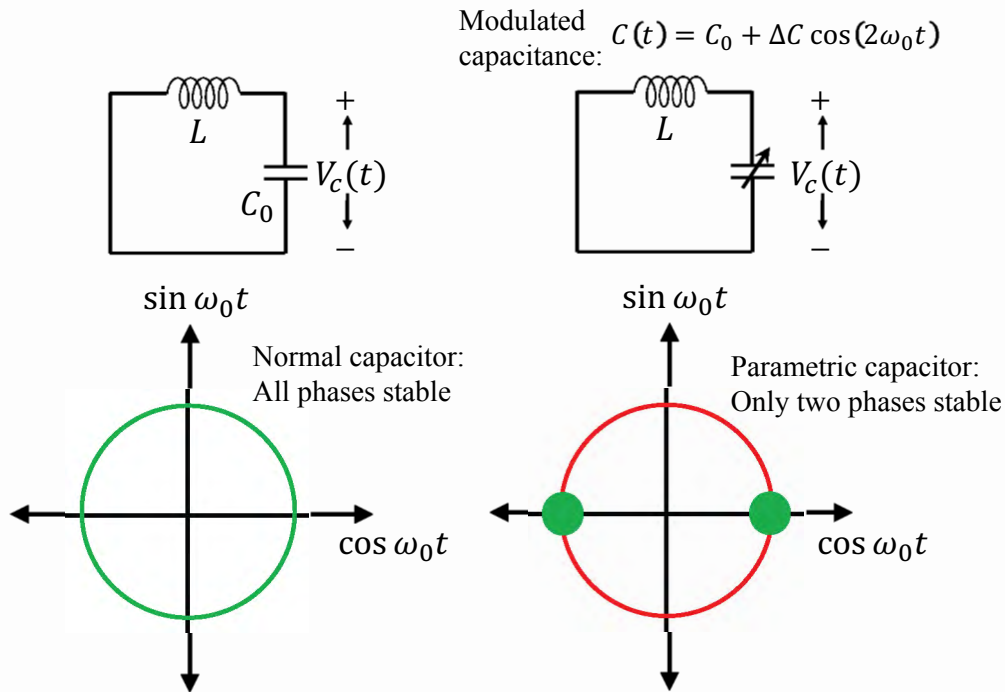 Modulated
capacitance: C(t) = C₀ + ΔC cos(2ω₀t)
L
+
V_c(t)
C₀
−
L
+
V_c(t)
−
sin ω₀t
Normal capacitor:
All phases stable
cos ω₀t
sin ω₀t
Parametric capacitor:
Only two phases stable
cos ω₀t